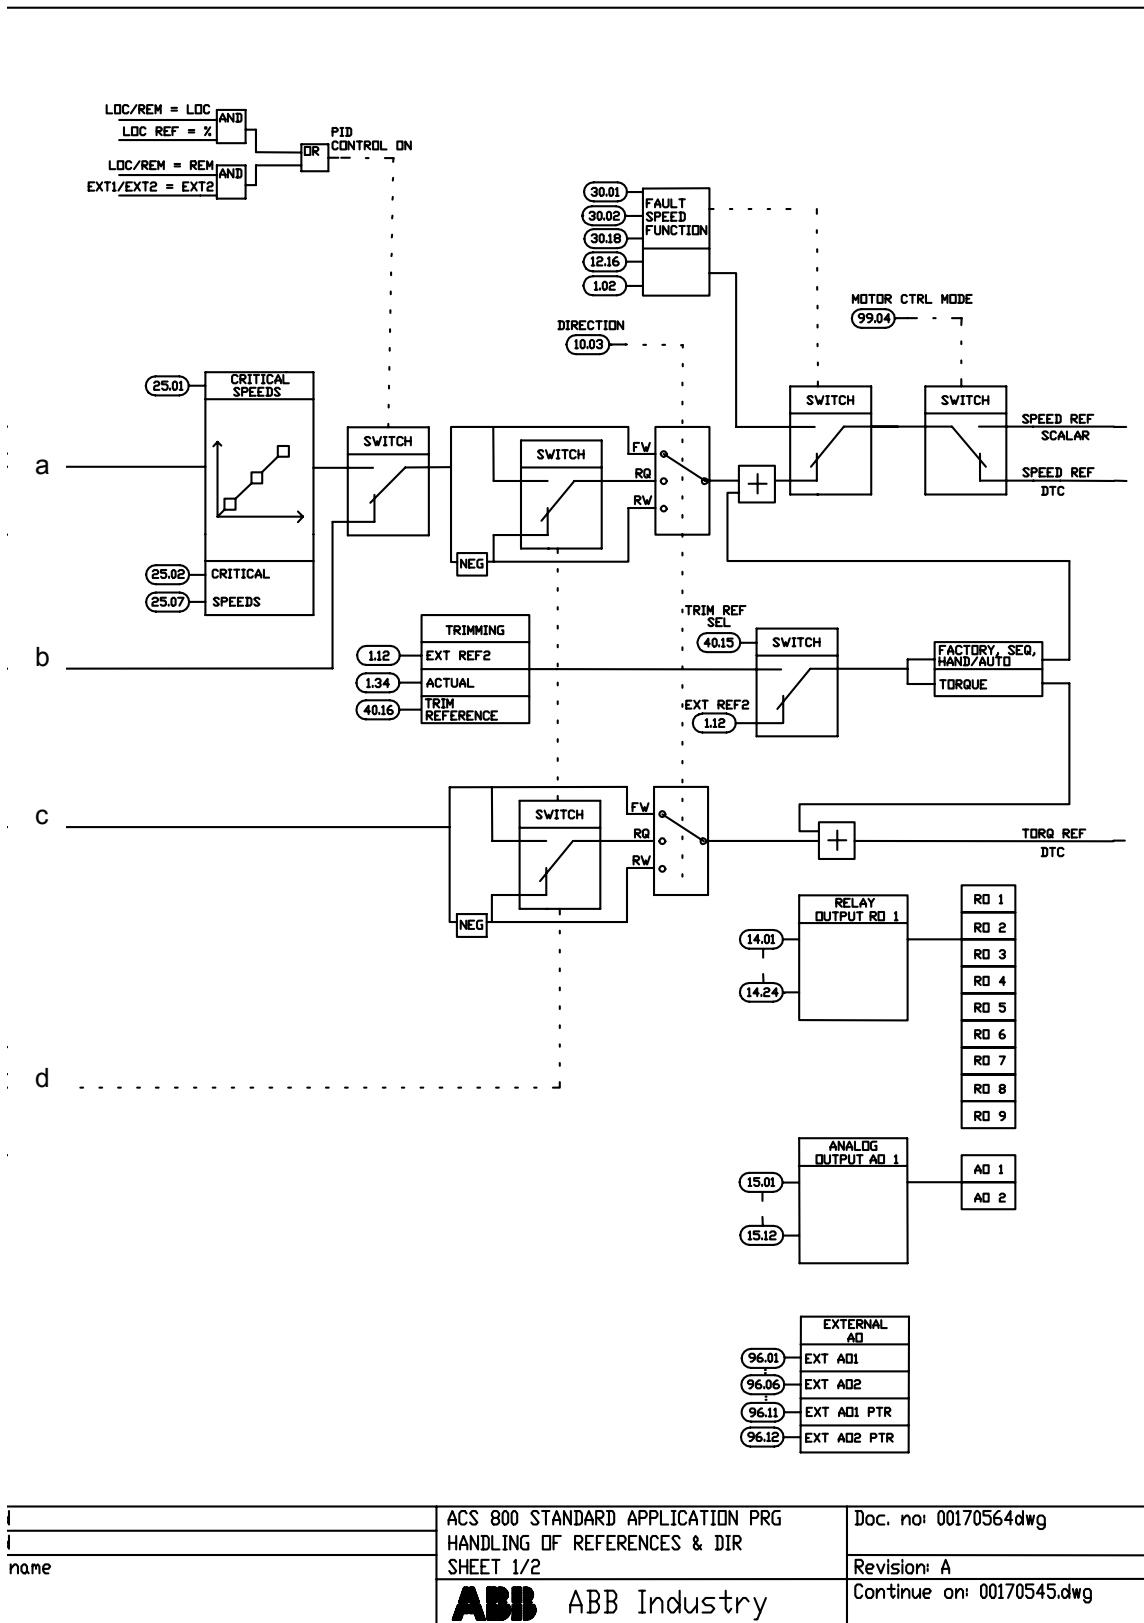 LOC/REM = LOC
LOC REF = %
AND
LOC/REM = REM
EXT1/EXT2 = EXT2
AND
OR
PID
CONTROL ON
30.01
30.02
30.18
12.16
1.02
FAULT
SPEED
FUNCTION
MOTOR CTRL MODE
99.04
DIRECTION
10.03
25.01
CRITICAL
SPEEDS
SWITCH
SWITCH
FW
RQ
RW
SWITCH
SWITCH
SPEED REF
SCALAR
SPEED REF
DTC
a
NEG
25.02
CRITICAL
25.07
SPEEDS
b
TRIMMING
1.12
EXT REF2
1.34
ACTUAL
40.16
TRIM
REFERENCE
TRIM REF
SEL
40.15
SWITCH
EXT REF2
1.12
FACTORY, SEQ,
HAND/AUTO
TORQUE
c
SWITCH
FW
RQ
RW
NEG
TORQ REF
DTC
RELAY
OUTPUT RO 1
14.01
14.24
RO 1
RO 2
RO 3
RO 4
RO 5
RO 6
RO 7
RO 8
RO 9
d
ANALOG
OUTPUT AO 1
15.01
15.12
AO 1
AO 2
EXTERNAL
AO
96.01
EXT AO1
96.06
EXT AO2
96.11
EXT AO1 PTR
96.12
EXT AO2 PTR
name
ACS 800 STANDARD APPLICATION PRG
HANDLING OF REFERENCES & DIR
SHEET 1/2
ABB ABB Industry
Doc. no: 00170564dwg
Revision: A
Continue on: 00170545.dwg